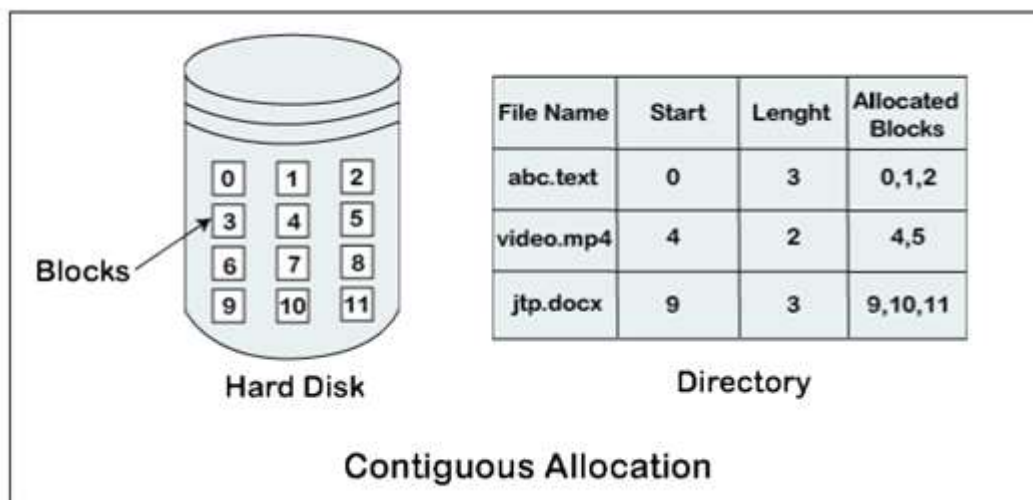 0 1 2
3 4 5
6 7 8
9 10 11
Blocks
Hard Disk
File Name Start Lenght Allocated Blocks
abc.text 0 3 0,1,2
video.mp4 4 2 4,5
jtp.docx 9 3 9,10,11
Directory
Contiguous Allocation